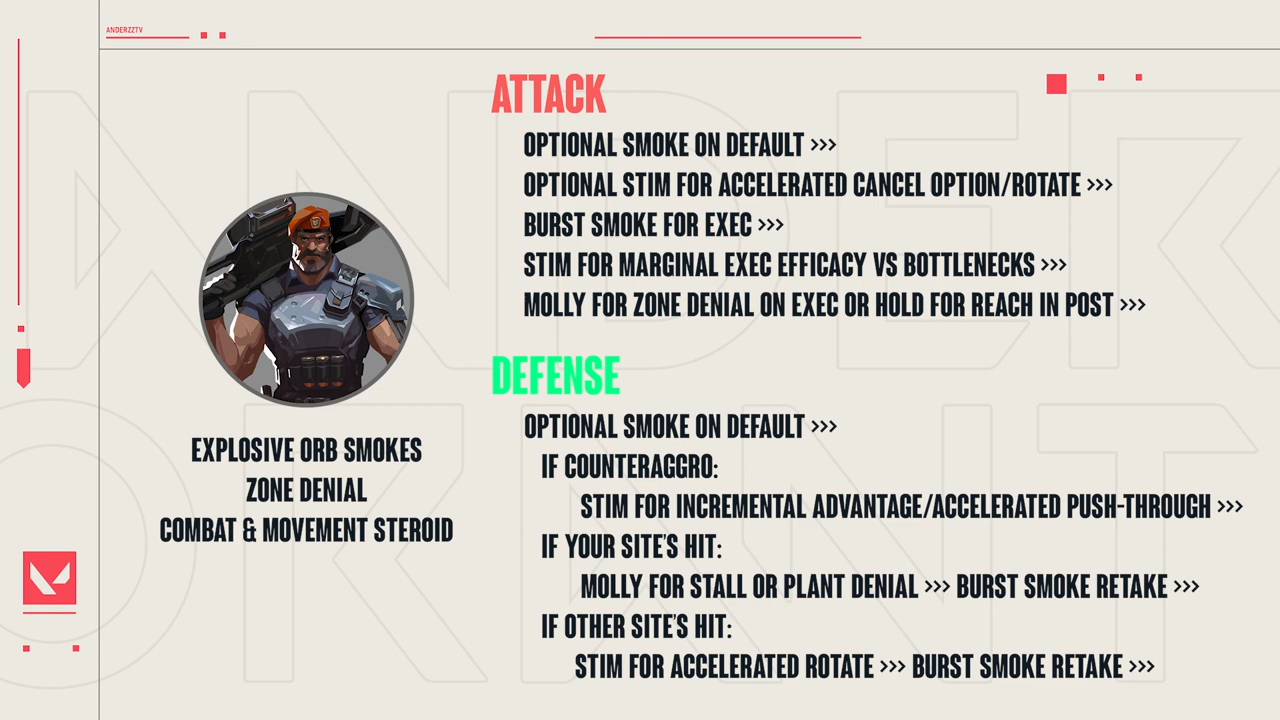 ANDERZZTV
ATTACK
OPTIONAL SMOKE ON DEFAULT >>>
OPTIONAL STIM FOR ACCELERATED CANCEL OPTION/ROTATE >>>
BURST SMOKE FOR EXEC >>>
STIM FOR MARGINAL EXEC EFFICACY VS BOTTLENECKS >>>
MOLLY FOR ZONE DENIAL ON EXEC OR HOLD FOR REACH IN POST >>>
EXPLOSIVE ORB SMOKES
ZONE DENIAL
COMBAT & MOVEMENT STEROID
DEFENSE
OPTIONAL SMOKE ON DEFAULT >>>
IF COUNTERAGGRO:
STIM FOR INCREMENTAL ADVANTAGE/ACCELERATED PUSH-THROUGH >>>
IF YOUR SITE'S HIT:
MOLLY FOR STALL OR PLANT DENIAL >>> BURST SMOKE RETAKE >>>
IF OTHER SITE'S HIT:
STIM FOR ACCELERATED ROTATE >>> BURST SMOKE RETAKE >>>